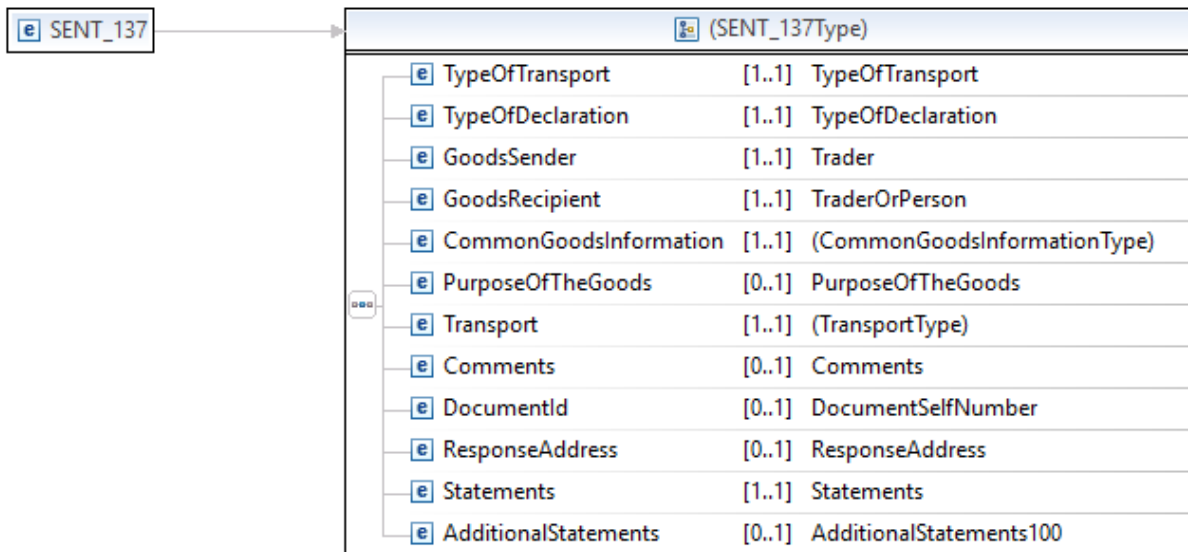 e SENT_137
(SENT_137Type)
e TypeOfTransport [1..1] TypeOfTransport
e TypeOfDeclaration [1..1] TypeOfDeclaration
e GoodsSender [1..1] Trader
e GoodsRecipient [1..1] TraderOrPerson
e CommonGoodsInformation [1..1] (CommonGoodsInformationType)
e PurposeOfTheGoods [0..1] PurposeOfTheGoods
e Transport [1..1] (TransportType)
e Comments [0..1] Comments
e DocumentId [0..1] DocumentSelfNumber
e ResponseAddress [0..1] ResponseAddress
e Statements [1..1] Statements
e AdditionalStatements [0..1] AdditionalStatements100